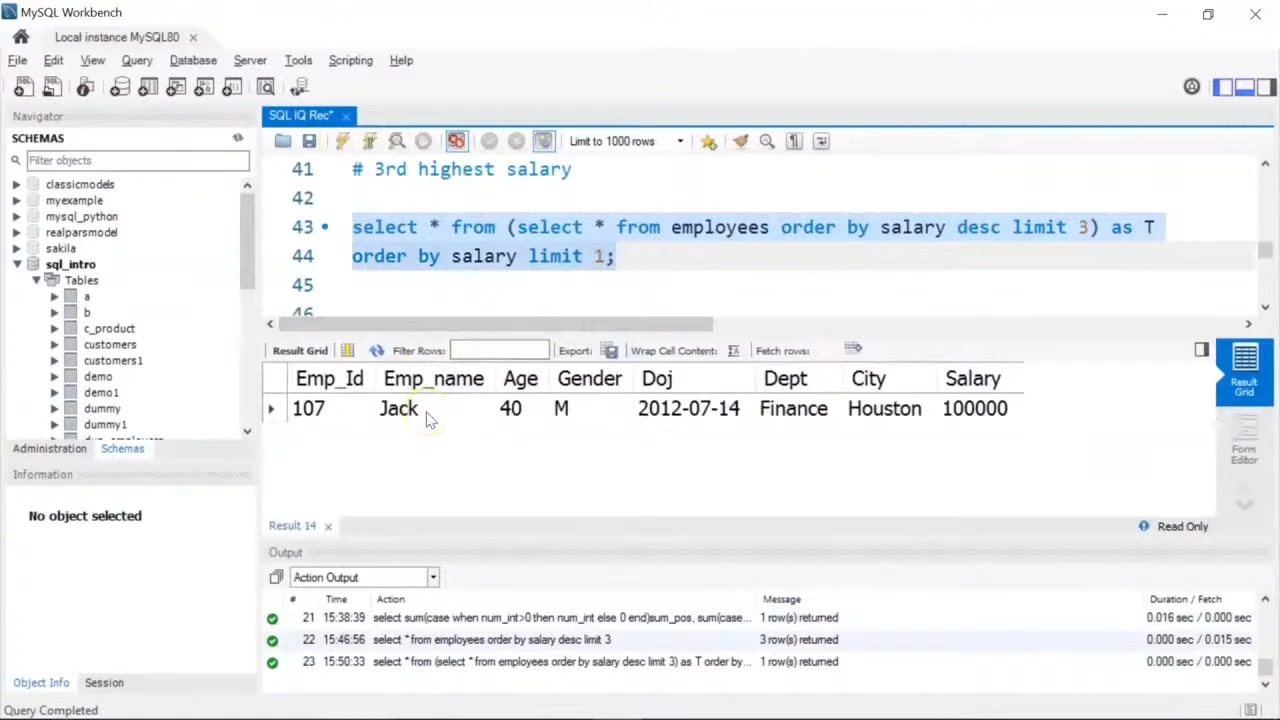 MySQL Workbench
Local instance MySQL80
File Edit View Query Database Server Tools Scripting Help
Navigator
SCHEMAS
Filter objects
classicmodels
myexample
mysql_python
realparsmodel
sakila
sql_intro
Tables
a
b
c_product
customers
customers1
demo
demo1
dummy
dummy1
Administration Schemas
Information
No object selected
Object Info Session
Query Completed
SQL IQ Rec*
Limit to 1000 rows
41 # 3rd highest salary
42
43 select * from (select * from employees order by salary desc limit 3) as T
44 order by salary limit 1;
45
46
Result Grid Filter Rows: Export: Wrap Cell Content: Fetch rows:
Emp_Id Emp_name Age Gender Doj Dept City Salary
107 Jack 40 M 2012-07-14 Finance Houston 100000
Result Grid
Form Editor
Result 14 Read Only
Output
Action Output
# Time Action Message Duration / Fetch
21 15:38:39 select sum(case when num_int>0 then num_int else 0 end)sum_pos, sum(case... 1 row(s) returned 0.016 sec / 0.000 sec
22 15:46:56 select * from employees order by salary desc limit 3 3 row(s) returned 0.000 sec / 0.015 sec
23 15:50:33 select * from (select * from employees order by salary desc limit 3) as T order by... 1 row(s) returned 0.000 sec / 0.000 sec